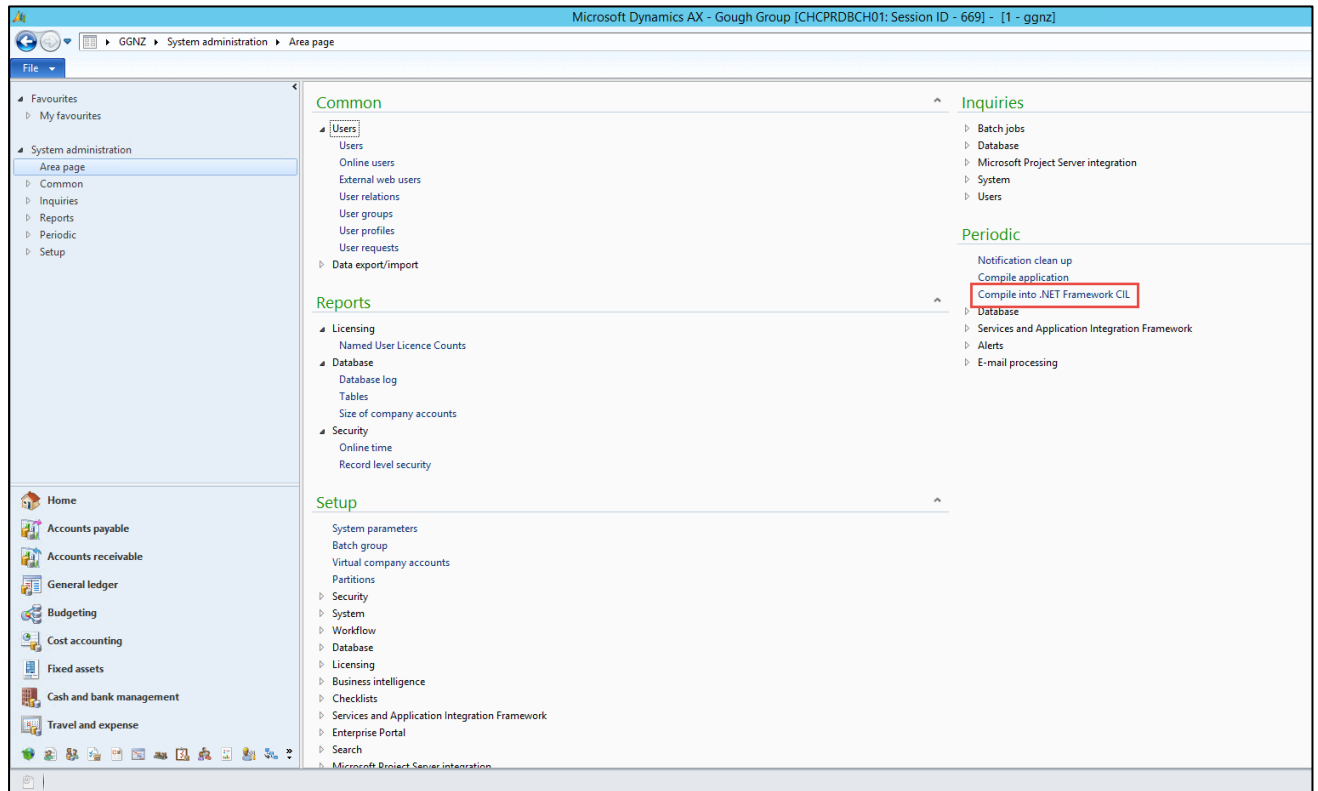 Microsoft Dynamics AX - Gough Group [CHCPRDBCH01: Session ID - 669] - [1 - ggnz]
GGNZ System administration Area page
File
Favourites
My favourites
System administration
Area page
Common
Inquiries
Reports
Periodic
Setup
Home
Accounts payable
Accounts receivable
General ledger
Budgeting
Cost accounting
Fixed assets
Cash and bank management
Travel and expense
Common
Users
Users
Online users
External web users
User relations
User groups
User profiles
User requests
Data export/import
Reports
Licensing
Named User Licence Counts
Database
Database log
Tables
Size of company accounts
Security
Online time
Record level security
Setup
System parameters
Batch group
Virtual company accounts
Partitions
Security
System
Workflow
Database
Licensing
Business intelligence
Checklists
Services and Application Integration Framework
Enterprise Portal
Search
Microsoft Project Server integration
Inquiries
Batch jobs
Database
Microsoft Project Server integration
System
Users
Periodic
Notification clean up
Compile application
Compile into .NET Framework CIL
Database
Services and Application Integration Framework
Alerts
E-mail processing